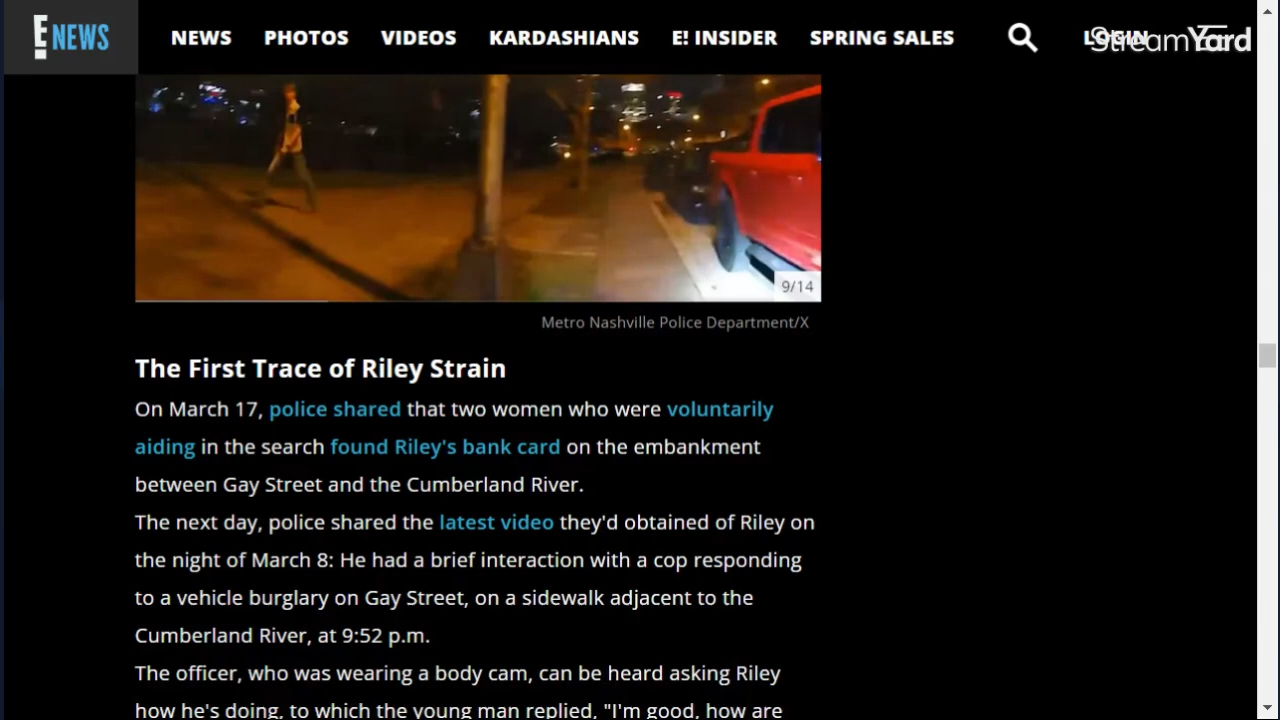 E! NEWS
NEWS PHOTOS VIDEOS KARDASHIANS E! INSIDER SPRING SALES LOGIN
StreamYard
9/14
Metro Nashville Police Department/X
The First Trace of Riley Strain
On March 17, police shared that two women who were voluntarily
aiding in the search found Riley's bank card on the embankment
between Gay Street and the Cumberland River.
The next day, police shared the latest video they'd obtained of Riley on
the night of March 8: He had a brief interaction with a cop responding
to a vehicle burglary on Gay Street, on a sidewalk adjacent to the
Cumberland River, at 9:52 p.m.
The officer, who was wearing a body cam, can be heard asking Riley
how he's doing, to which the young man replied, "I'm good, how are